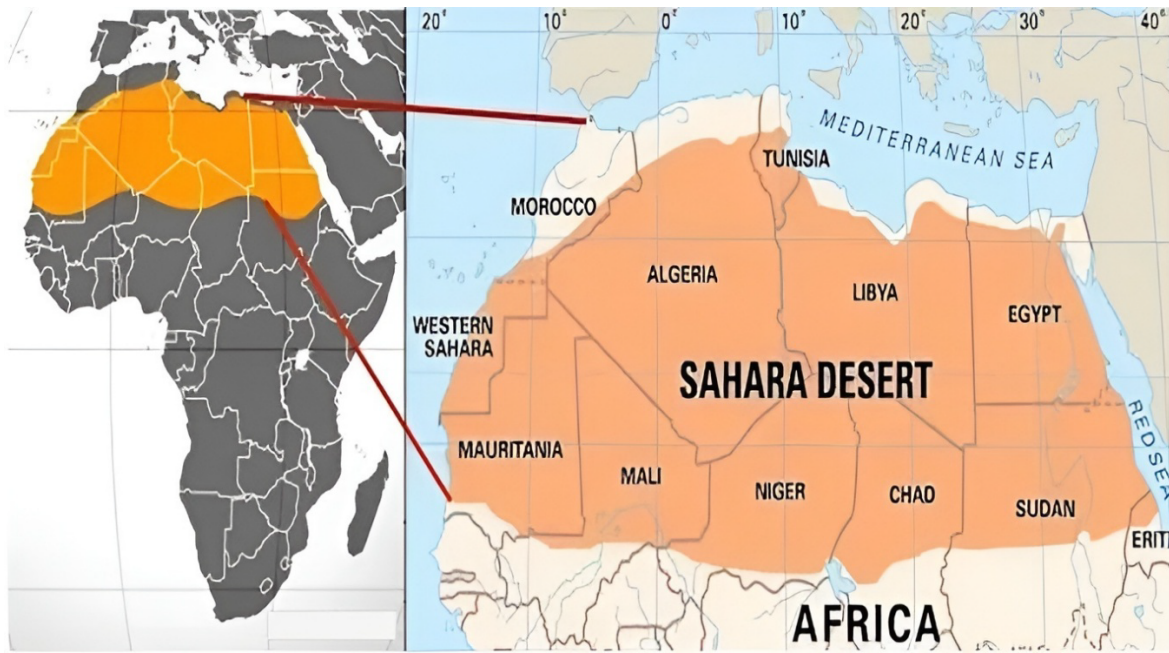 20° 10° 0° 10° 20° 30° 40°
MEDITERRANEAN SEA
TUNISIA
MOROCCO
ALGERIA
LIBYA
EGYPT
WESTERN
SAHARA
SAHARA DESERT
RED SEA
MAURITANIA
MALI
NIGER
CHAD
SUDAN
ERIT
AFRICA